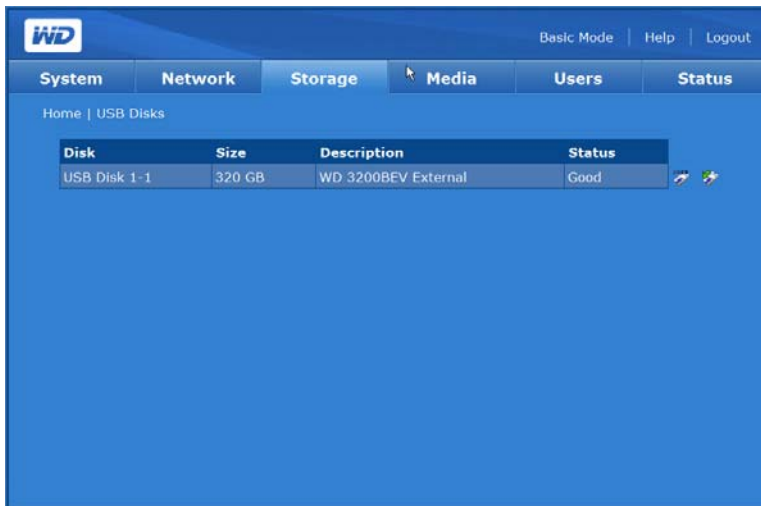 WD
Basic Mode | Help | Logout
System Network Storage Media Users Status
Home | USB Disks
Disk Size Description Status
USB Disk 1-1 320 GB WD 3200BEV External Good